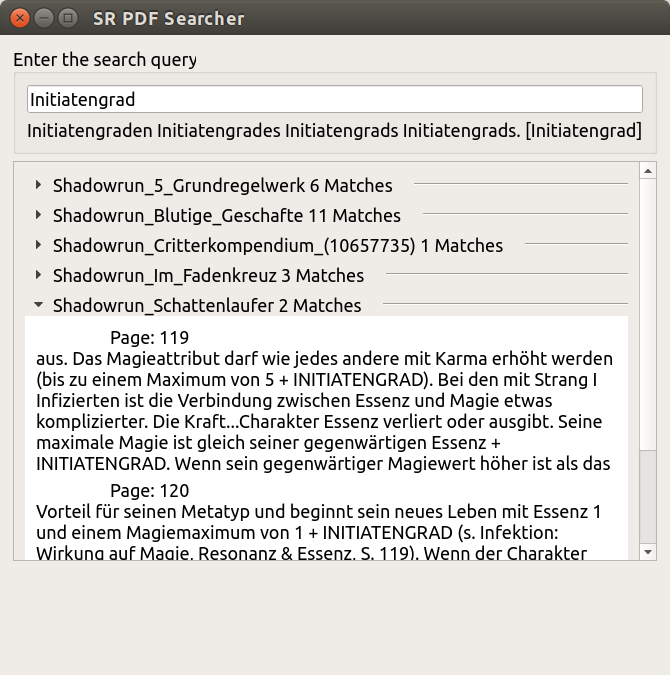 SR PDF Searcher
Enter the search query
Initiatengrad
Initiatengraden Initiatengrades Initiatengrads Initiatengrads. [Initiatengrad]
Shadowrun_5_Grundregelwerk 6 Matches
Shadowrun_Blutige_Geschafte 11 Matches
Shadowrun_Critterkompendium_(10657735) 1 Matches
Shadowrun_Im_Fadenkreuz 3 Matches
Shadowrun_Schattenlaufer 2 Matches
Page: 119
aus. Das Magieattribut darf wie jedes andere mit Karma erhöht werden
(bis zu einem Maximum von 5 + INITIATENGRAD). Bei den mit Strang I
Infizierten ist die Verbindung zwischen Essenz und Magie etwas
komplizierter. Die Kraft...Charakter Essenz verliert oder ausgibt. Seine
maximale Magie ist gleich seiner gegenwärtigen Essenz +
INITIATENGRAD. Wenn sein gegenwärtiger Magiewert höher ist als das
Page: 120
Vorteil für seinen Metatyp und beginnt sein neues Leben mit Essenz 1
und einem Magiemaximum von 1 + INITIATENGRAD (s. Infektion:
Wirkung auf Magie, Resonanz & Essenz, S. 119). Wenn der Charakter